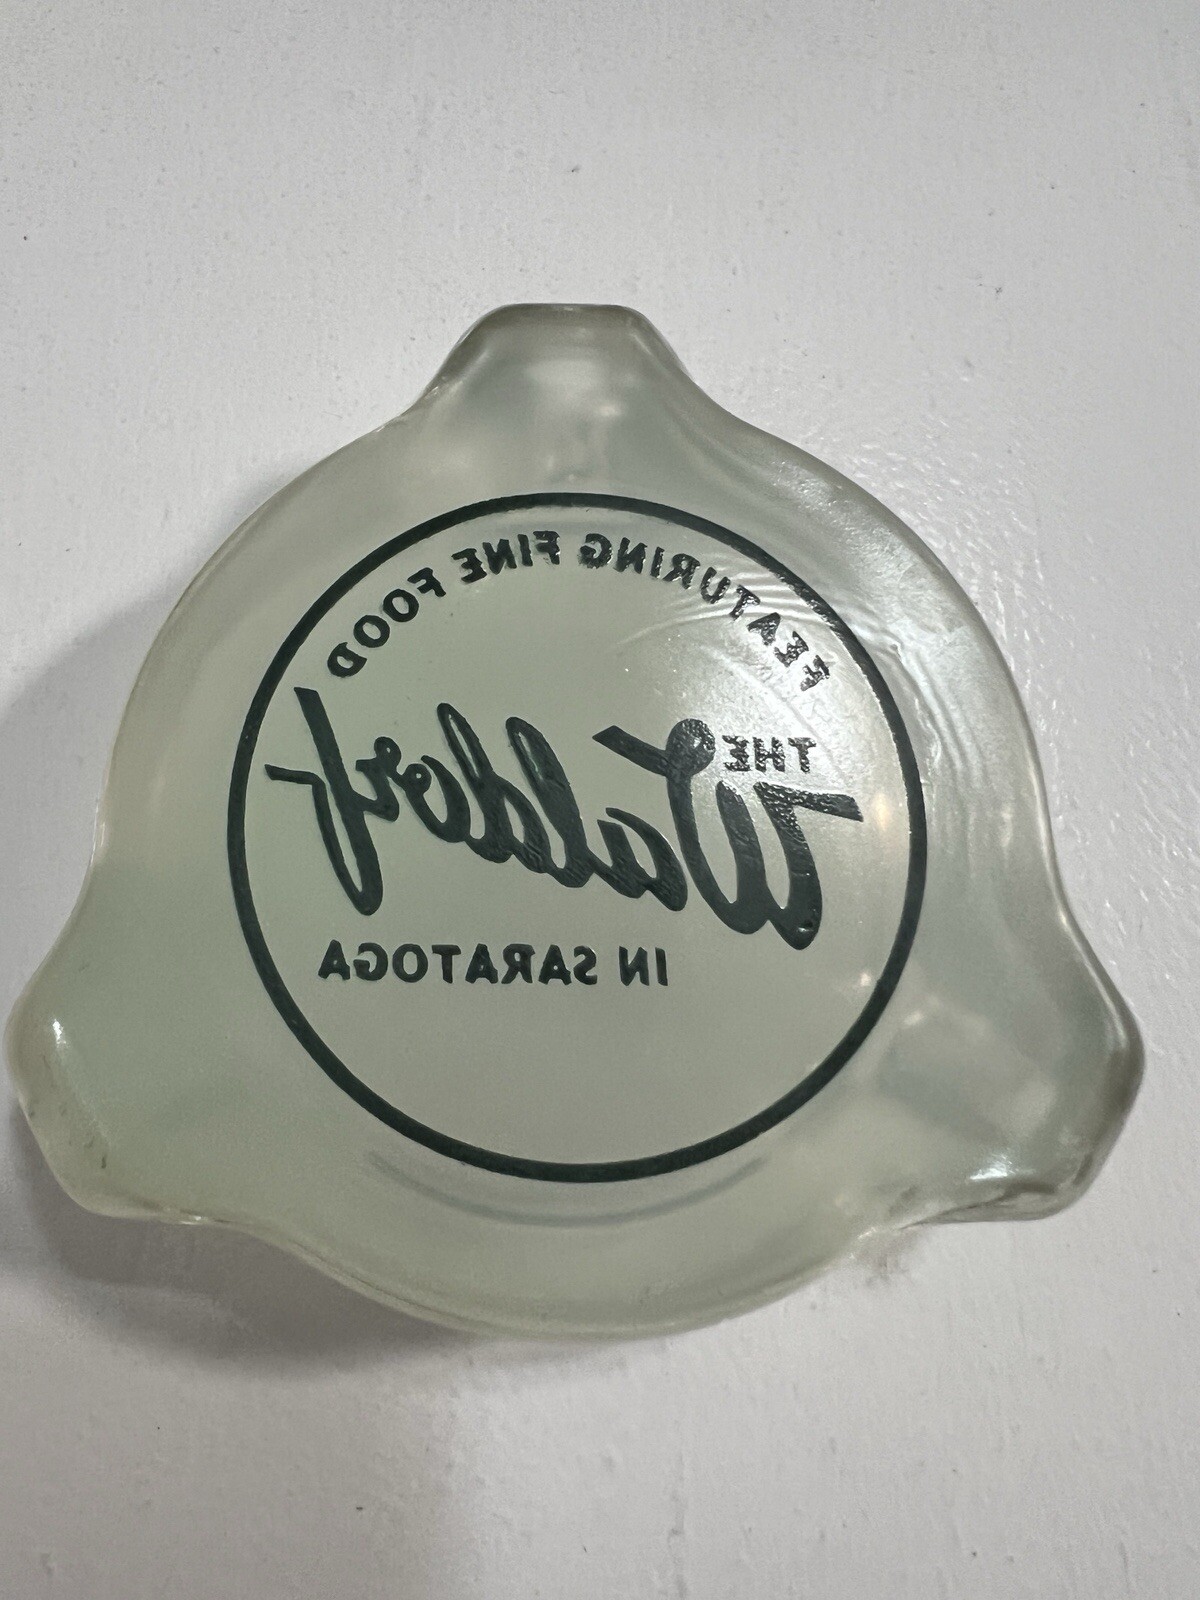 FEATURING FINE FOOD
THE
Waldorf
IN SARATOGA